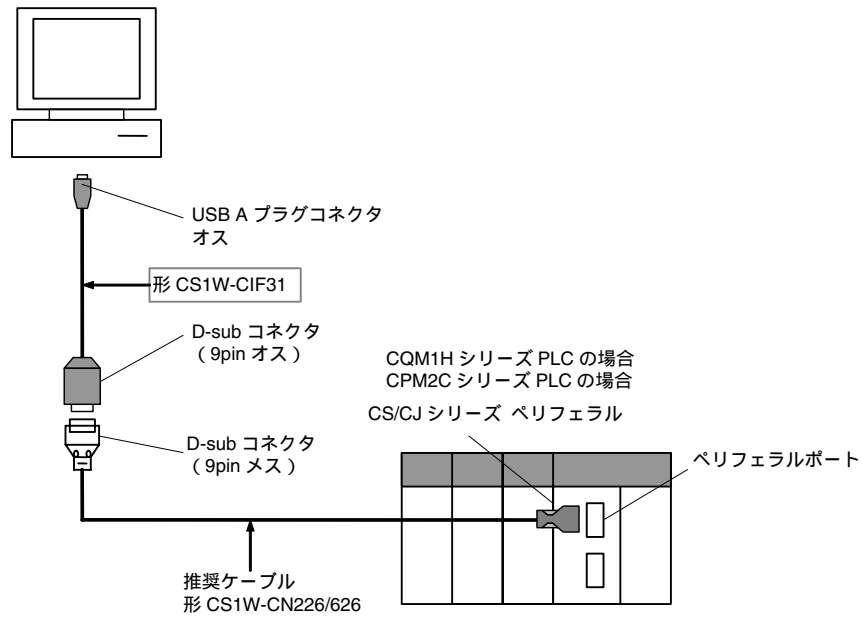 USB A プラグコネクタ
オス
形 CS1W-CIF31
D-sub コネクタ
（ 9pin オス ）
CQM1H シリーズ PLC の場合
CPM2C シリーズ PLC の場合
CS/CJ シリーズ ペリフェラル
D-sub コネクタ
（ 9pin メス ）
ペリフェラルポート
推奨ケーブル
形 CS1W-CN226/626